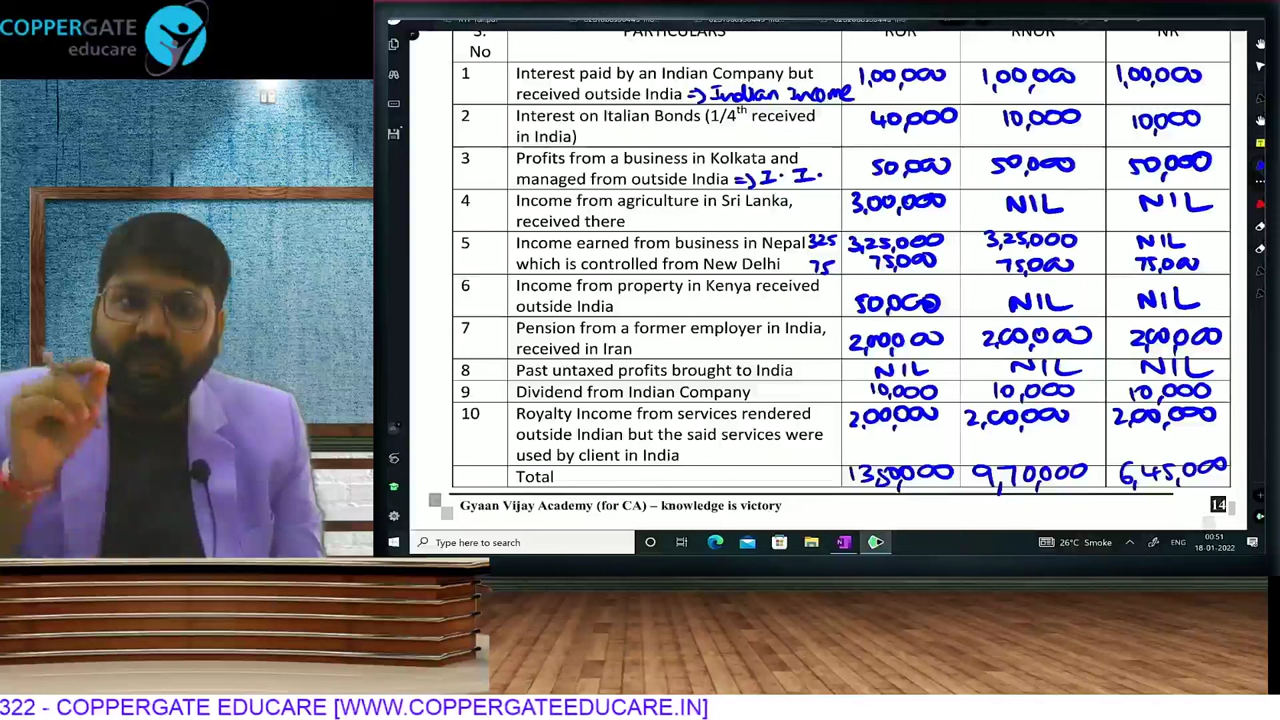 COPPERGATE
educare
S.
No
PARTICULARS
ROR
RNOR
NR
1
Interest paid by an Indian Company but
received outside India => Indian Income
1,00,000
1,00,000
1,00,000
2
Interest on Italian Bonds (1/4th received
in India)
40,000
10,000
10,000
3
Profits from a business in Kolkata and
managed from outside India => I. I.
50,000
50,000
50,000
4
Income from agriculture in Sri Lanka,
received there
3,00,000
NIL
NIL
5
Income earned from business in Nepal 325
which is controlled from New Delhi 75
3,25,000
75,000
3,25,000
75,000
NIL
75,000
6
Income from property in Kenya received
outside India
50,000
NIL
NIL
7
Pension from a former employer in India,
received in Iran
2,00,000
2,00,000
2,00,000
8
Past untaxed profits brought to India
NIL
NIL
NIL
9
Dividend from Indian Company
10,000
10,000
10,000
10
Royalty Income from services rendered
outside Indian but the said services were
used by client in India
2,00,000
2,00,000
2,00,000
Total
1350,000
9,70,000
6,45,000
Gyaan Vijay Academy (for CA) – knowledge is victory
14
Type here to search
26°C Smoke
ENG
00:51
18-01-2022
322 - COPPERGATE EDUCARE [WWW.COPPERGATEEDUCARE.IN]